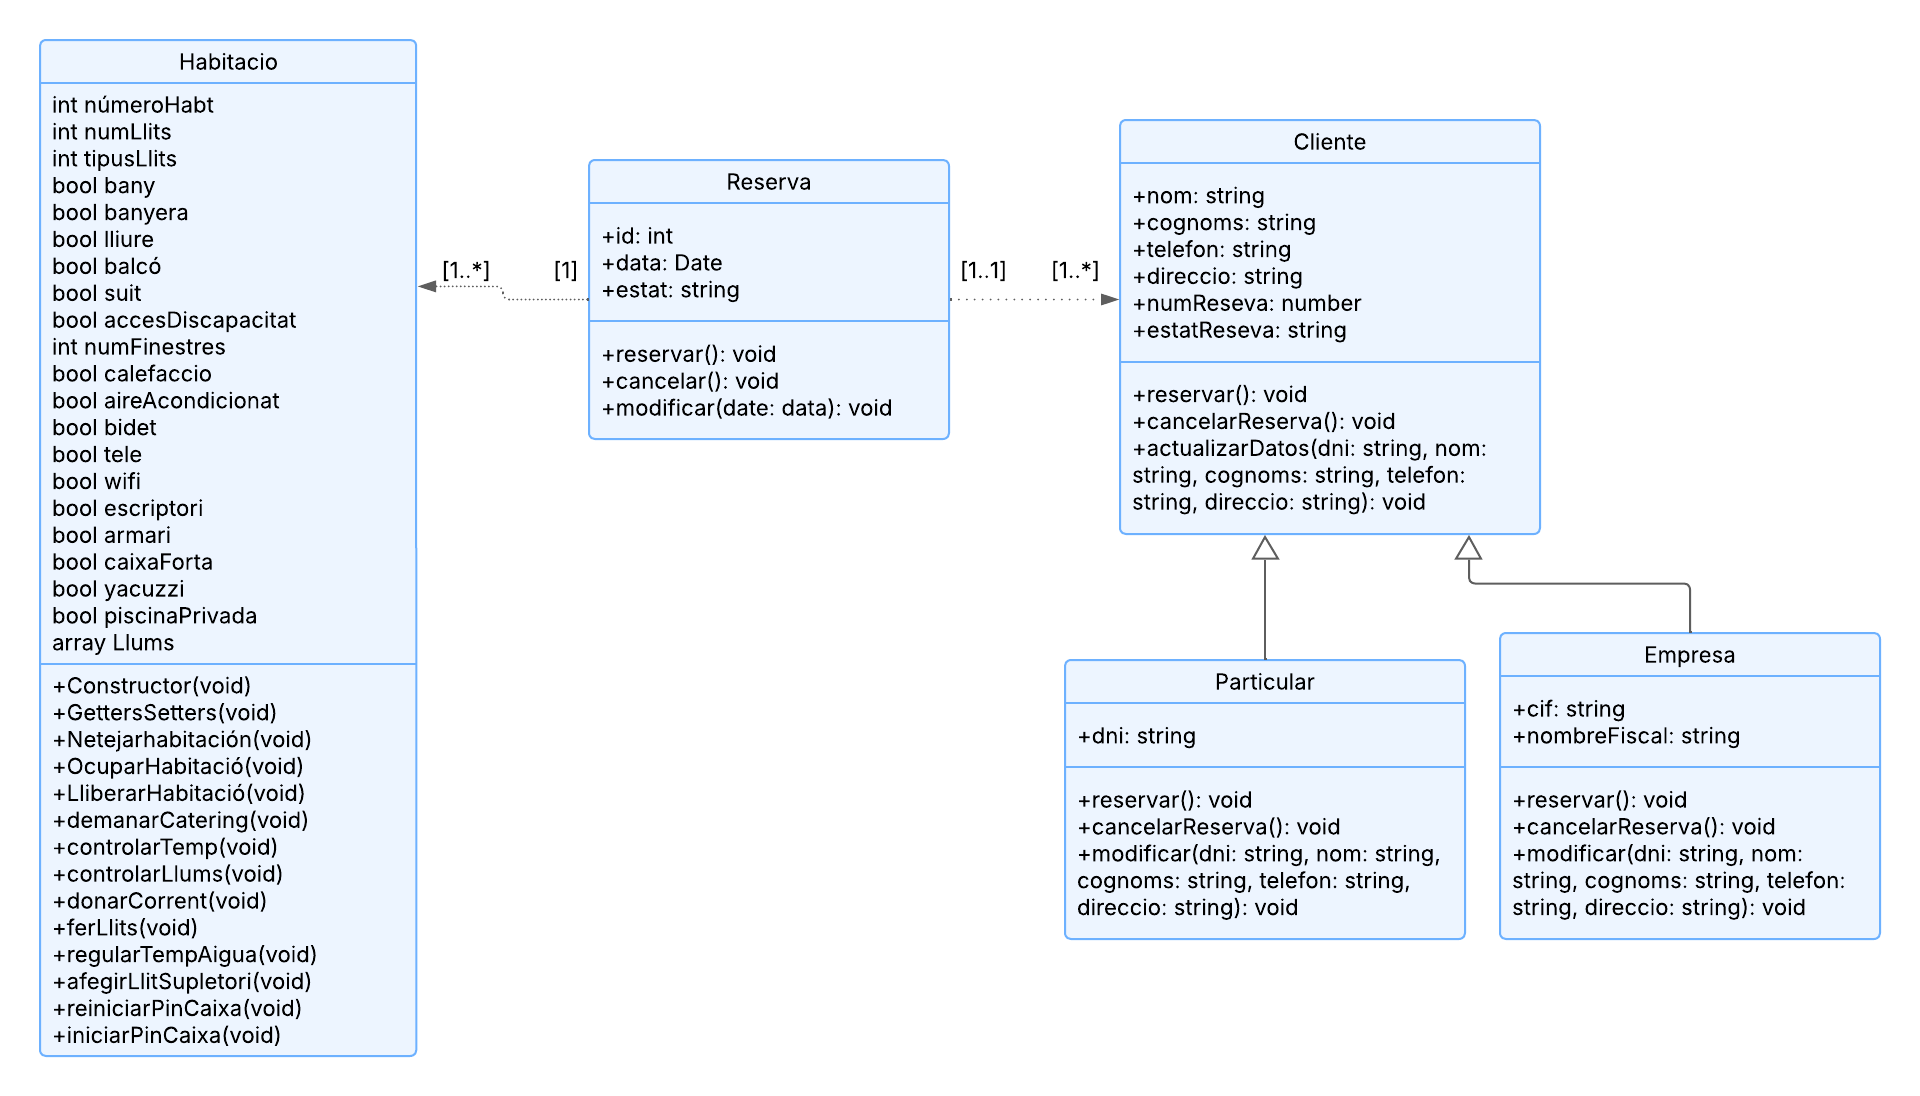 Habitacio
int númeroHabt
int numLlits
int tipusLlits
bool bany
bool banyera
bool lliure
bool balcó
bool suit
bool accesDiscapacitat
int numFinestres
bool calefaccio
bool aireAcondicionat
bool bidet
bool tele
bool wifi
bool escriptori
bool armari
bool caixaForta
bool yacuzzi
bool piscinaPrivada
array Llums
+Constructor(void)
+GettersSetters(void)
+Netejarhabitación(void)
+OcuparHabitació(void)
+LliberarHabitació(void)
+demanarCatering(void)
+controlarTemp(void)
+controlarLlums(void)
+donarCorrent(void)
+ferLlits(void)
+regularTempAigua(void)
+afegirLlitSupletori(void)
+reiniciarPinCaixa(void)
+iniciarPinCaixa(void)
[1..*]
[1]
Reserva
+id: int
+data: Date
+estat: string
+reservar(): void
+cancelar(): void
+modificar(date: data): void
[1..1]
[1..*]
Cliente
+nom: string
+cognoms: string
+telefon: string
+direccio: string
+numReseva: number
+estatReseva: string
+reservar(): void
+cancelarReserva(): void
+actualizarDatos(dni: string, nom:
string, cognoms: string, telefon:
string, direccio: string): void
Particular
+dni: string
+reservar(): void
+cancelarReserva(): void
+modificar(dni: string, nom: string,
cognoms: string, telefon: string,
direccio: string): void
Empresa
+cif: string
+nombreFiscal: string
+reservar(): void
+cancelarReserva(): void
+modificar(dni: string, nom:
string, cognoms: string, telefon:
string, direccio: string): void